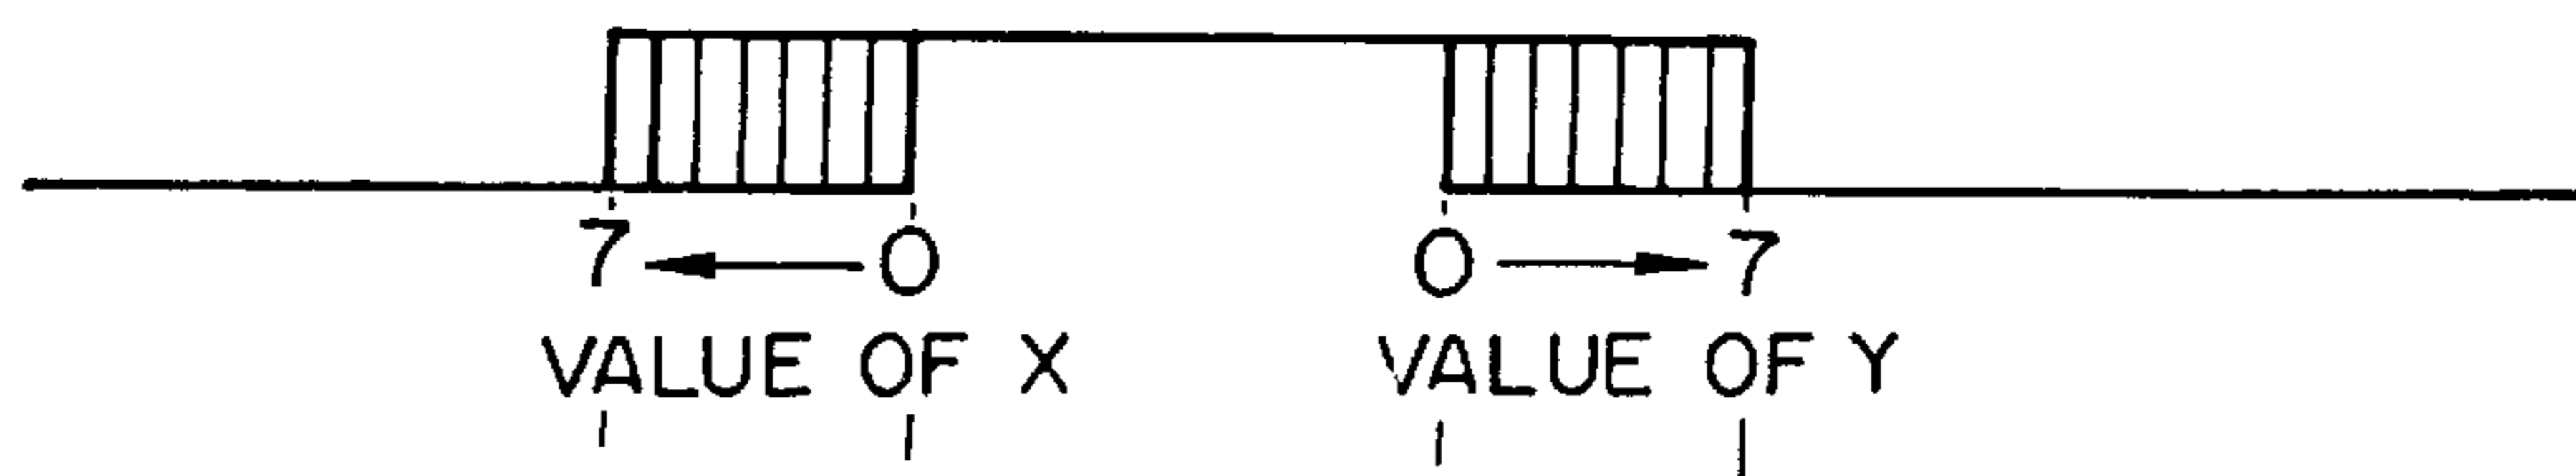 7 0 0 7
VALUE OF X VALUE OF Y